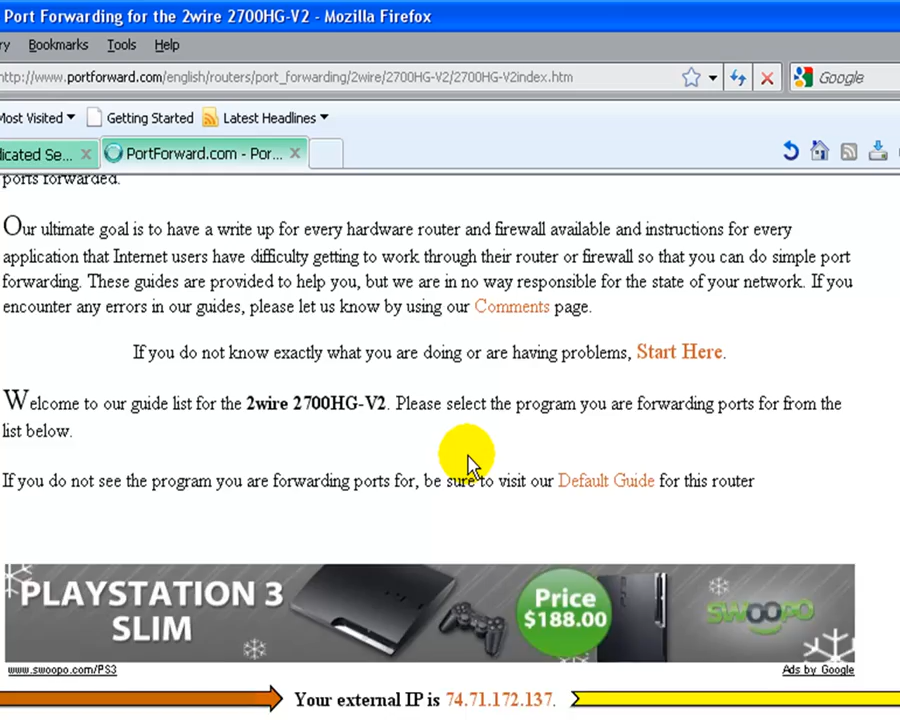 Port Forwarding for the 2wire 2700HG-V2 - Mozilla Firefox
ry Bookmarks Tools Help
http://www.portforward.com/english/routers/port_forwarding/2wire/2700HG-V2/2700HG-V2index.htm
Google
Most Visited Getting Started Latest Headlines
licated Se... PortForward.com - Por...
ports forwarded.
Our ultimate goal is to have a write up for every hardware router and firewall available and instructions for every
application that Internet users have difficulty getting to work through their router or firewall so that you can do simple port
forwarding. These guides are provided to help you, but we are in no way responsible for the state of your network. If you
encounter any errors in our guides, please let us know by using our Comments page.
If you do not know exactly what you are doing or are having problems, Start Here.
Welcome to our guide list for the 2wire 2700HG-V2. Please select the program you are forwarding ports for from the
list below.
If you do not see the program you are forwarding ports for, be sure to visit our Default Guide for this router
PLAYSTATION 3
SLIM
Price
$188.00
SWOOPO
www.swoopo.com/PS3
Ads by Google
Your external IP is 74.71.172.137.